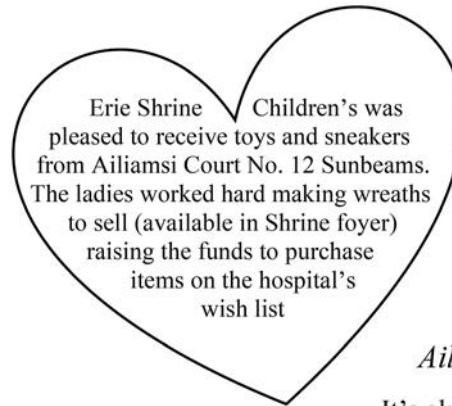 Erie Shrine Children's was
pleased to receive toys and sneakers
from Ailiamsi Court No. 12 Sunbeams.
The ladies worked hard making wreaths
to sell (available in Shrine foyer)
raising the funds to purchase
items on the hospital's
wish list
Ail